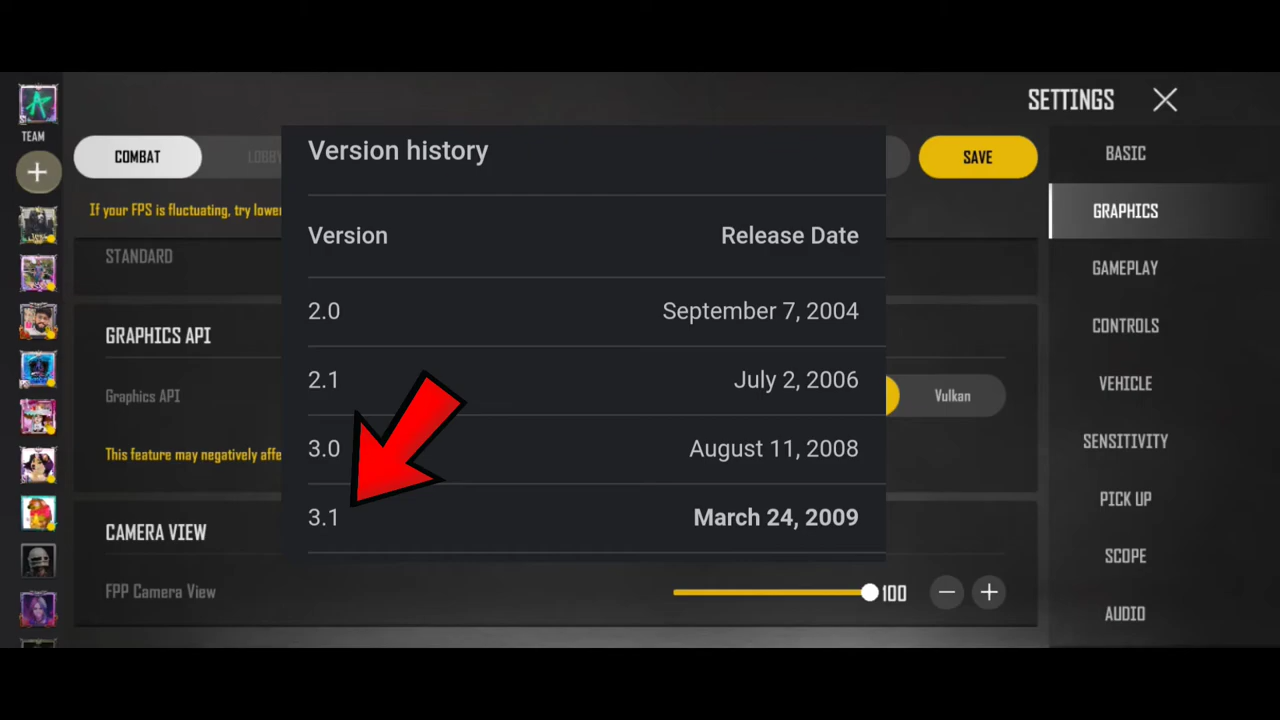 SETTINGS
TEAM
COMBAT
LOBBY
SAVE
If your FPS is fluctuating, try lowe
STANDARD
GRAPHICS API
Graphics API
Vulkan
This feature may negatively affe
CAMERA VIEW
FPP Camera View
100
Version history
Version Release Date
2.0 September 7, 2004
2.1 July 2, 2006
3.0 August 11, 2008
3.1 March 24, 2009
BASIC
GRAPHICS
GAMEPLAY
CONTROLS
VEHICLE
SENSITIVITY
PICK UP
SCOPE
AUDIO